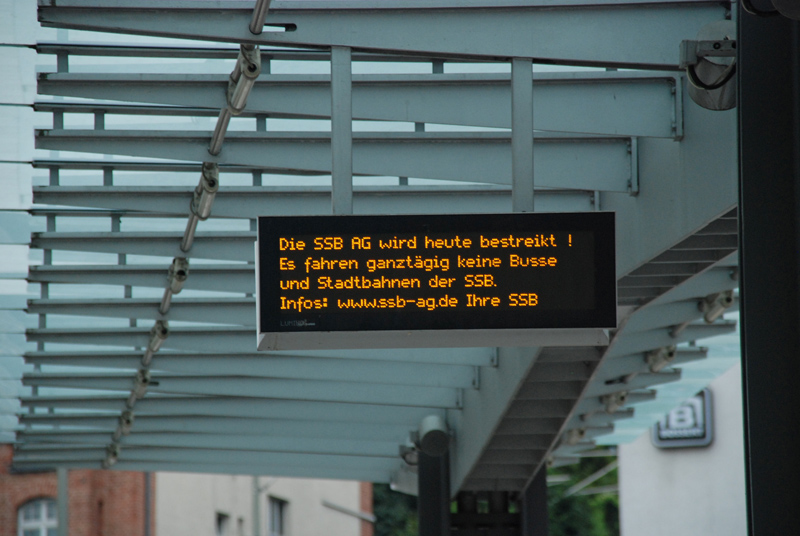 Die SSB AG wird heute bestreikt !
Es fahren ganztägig keine Busse
und Stadtbahnen der SSB.
Infos: www.ssb-ag.de Ihre SSB
B